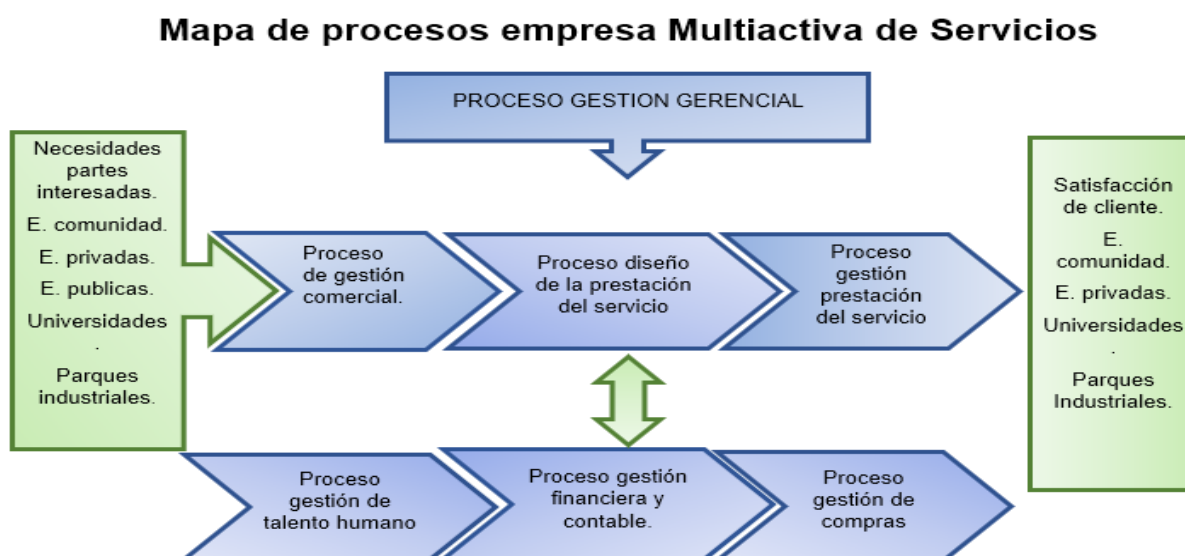 Mapa de procesos empresa Multiactiva de Servicios
PROCESO GESTION GERENCIAL
Necesidades
partes
interesadas.
E. comunidad.
E. privadas.
E. publicas.
Universidades
.
Parques
industriales.
Proceso
de gestión
comercial.
Proceso diseño
de la prestación
del servicio
Proceso
gestión
prestación
del servicio
Satisfacción
de cliente.
E.
comunidad.
E. privadas.
Universidades
.
Parques
Industriales.
Proceso
gestión de
talento humano
Proceso gestión
financiera y
contable.
Proceso
gestión de
compras